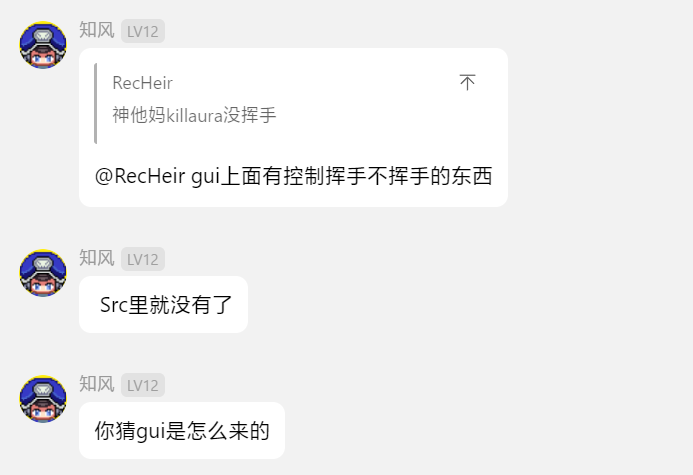 知风 LV12
RecHeir
神他妈killaura没挥手
@RecHeir gui上面有控制挥手不挥手的东西
知风 LV12
Src里就没有了
知风 LV12
你猜gui是怎么来的